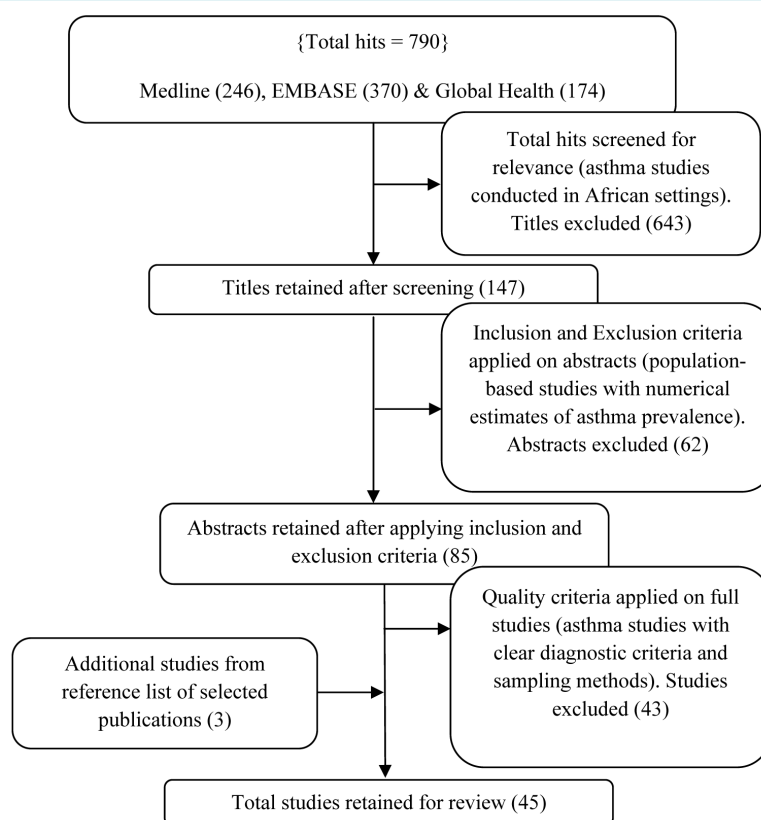 {Total hits = 790}
Medline (246), EMBASE (370) & Global Health (174)
Total hits screened for
relevance (asthma studies
conducted in African settings).
Titles excluded (643)
Titles retained after screening (147)
Inclusion and Exclusion criteria
applied on abstracts (population-
based studies with numerical
estimates of asthma prevalence).
Abstracts excluded (62)
Abstracts retained after applying inclusion and
exclusion criteria (85)
Quality criteria applied on full
studies (asthma studies with
clear diagnostic criteria and
sampling methods). Studies
excluded (43)
Additional studies from
reference list of selected
publications (3)
Total studies retained for review (45)